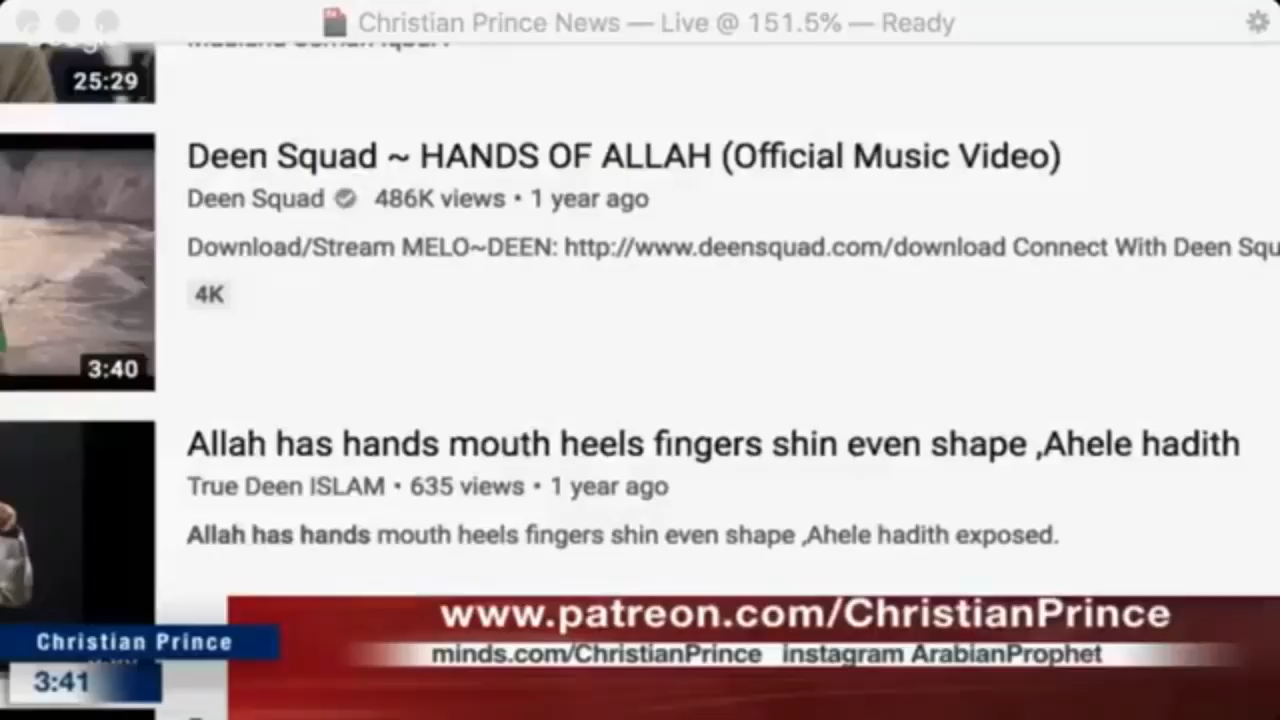 Christian Prince News — Live @ 151.5% — Ready
25:29
Deen Squad ~ HANDS OF ALLAH (Official Music Video)
Deen Squad 486K views • 1 year ago
Download/Stream MELO~DEEN: http://www.deensquad.com/download Connect With Deen Squ
4K
3:40
Allah has hands mouth heels fingers shin even shape ,Ahele hadith
True Deen ISLAM • 635 views • 1 year ago
Allah has hands mouth heels fingers shin even shape ,Ahele hadith exposed.
www.patreon.com/ChristianPrince
Christian Prince
minds.com/ChristianPrince instagram ArabianProphet
3:41